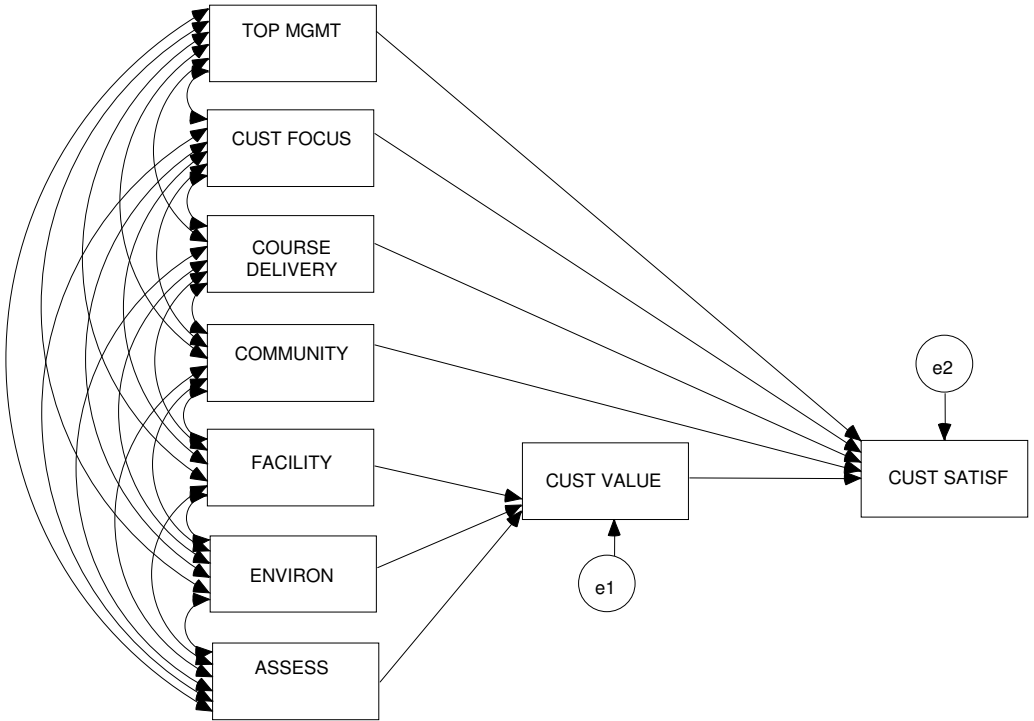 TOP MGMT
CUST FOCUS
COURSE
DELIVERY
COMMUNITY
e2
FACILITY
CUST VALUE
CUST SATISF
ENVIRON
e1
ASSESS